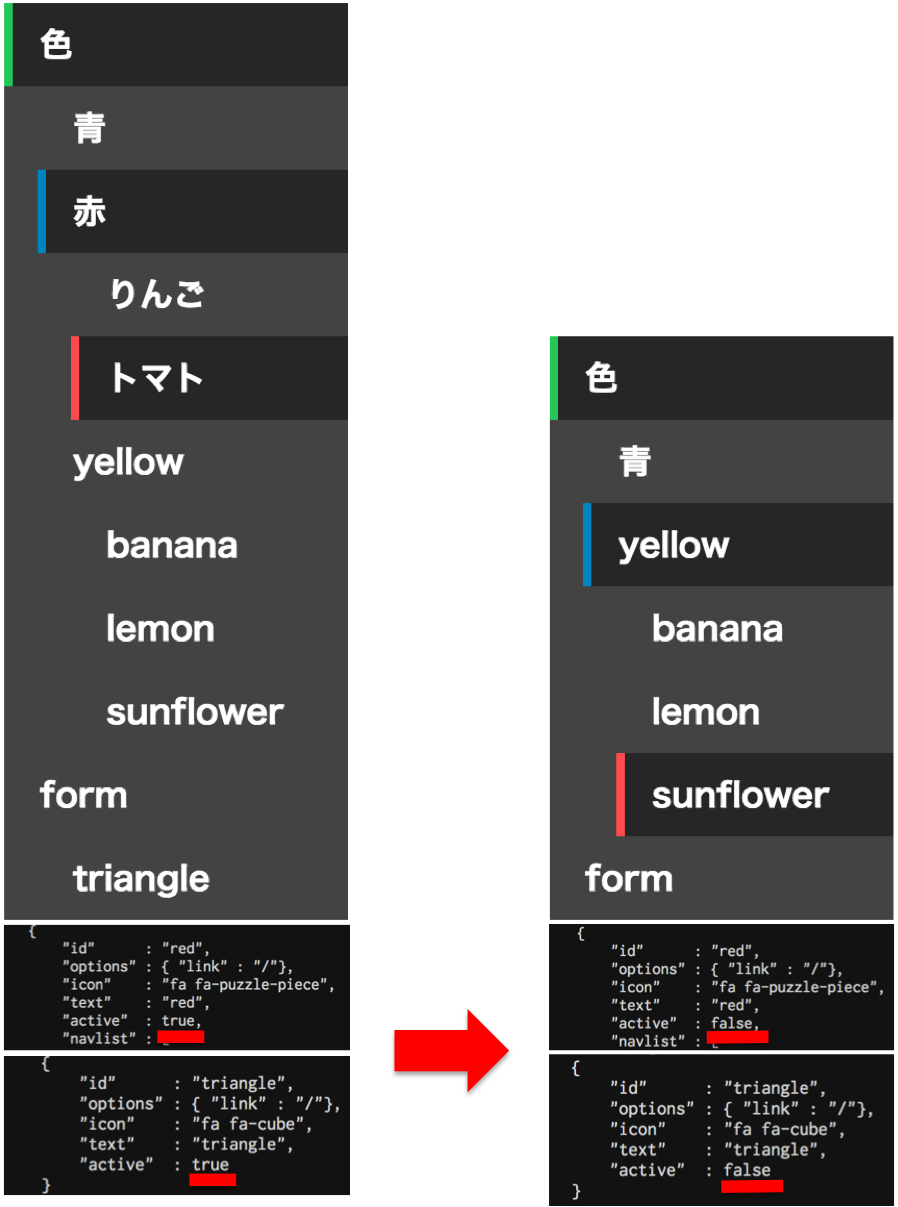 色
青
赤
りんご
トマト
yellow
banana
lemon
sunflower
form
triangle
{
"id" : "red",
"options" : { "link" : "/"},
"icon" : "fa fa-puzzle-piece",
"text" : "red",
"active" : true,
"navlist" : [
{
"id" : "triangle",
"options" : { "link" : "/"},
"icon" : "fa fa-cube",
"text" : "triangle",
"active" : true
}
色
青
yellow
banana
lemon
sunflower
form
{
"id" : "red",
"options" : { "link" : "/"},
"icon" : "fa fa-puzzle-piece",
"text" : "red",
"active" : false,
"navlist" : [
{
"id" : "triangle",
"options" : { "link" : "/"},
"icon" : "fa fa-cube",
"text" : "triangle",
"active" : false
}